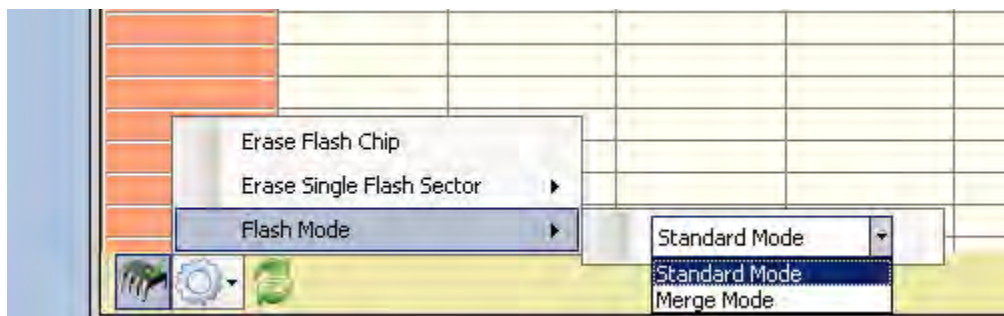 Erase Flash Chip
Erase Single Flash Sector
Flash Mode
Standard Mode
Standard Mode
Merge Mode